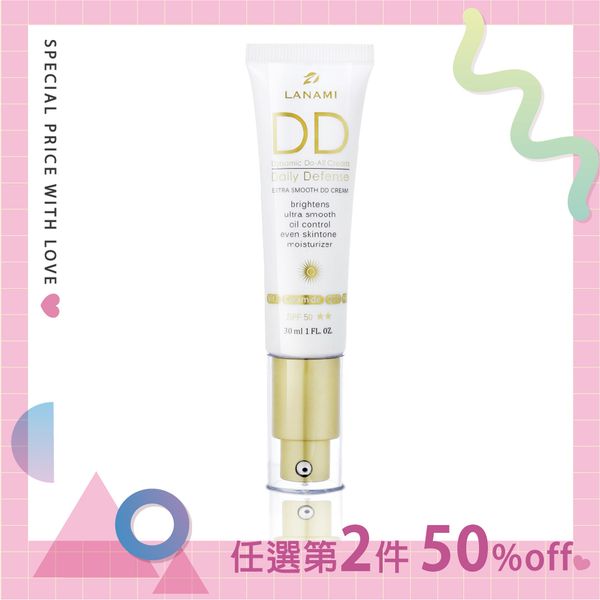 SPECIAL PRICE WITH LOVE
LANAMI
DD
Dynamic Do-All Cream
Daily Defense
EXTRA SMOOTH DD CREAM
brightens
ultra smooth
oil control
even skintone
moisturizer
SPF 50 ★★
30 ml 1 FL. OZ.
任選第2件 50%off